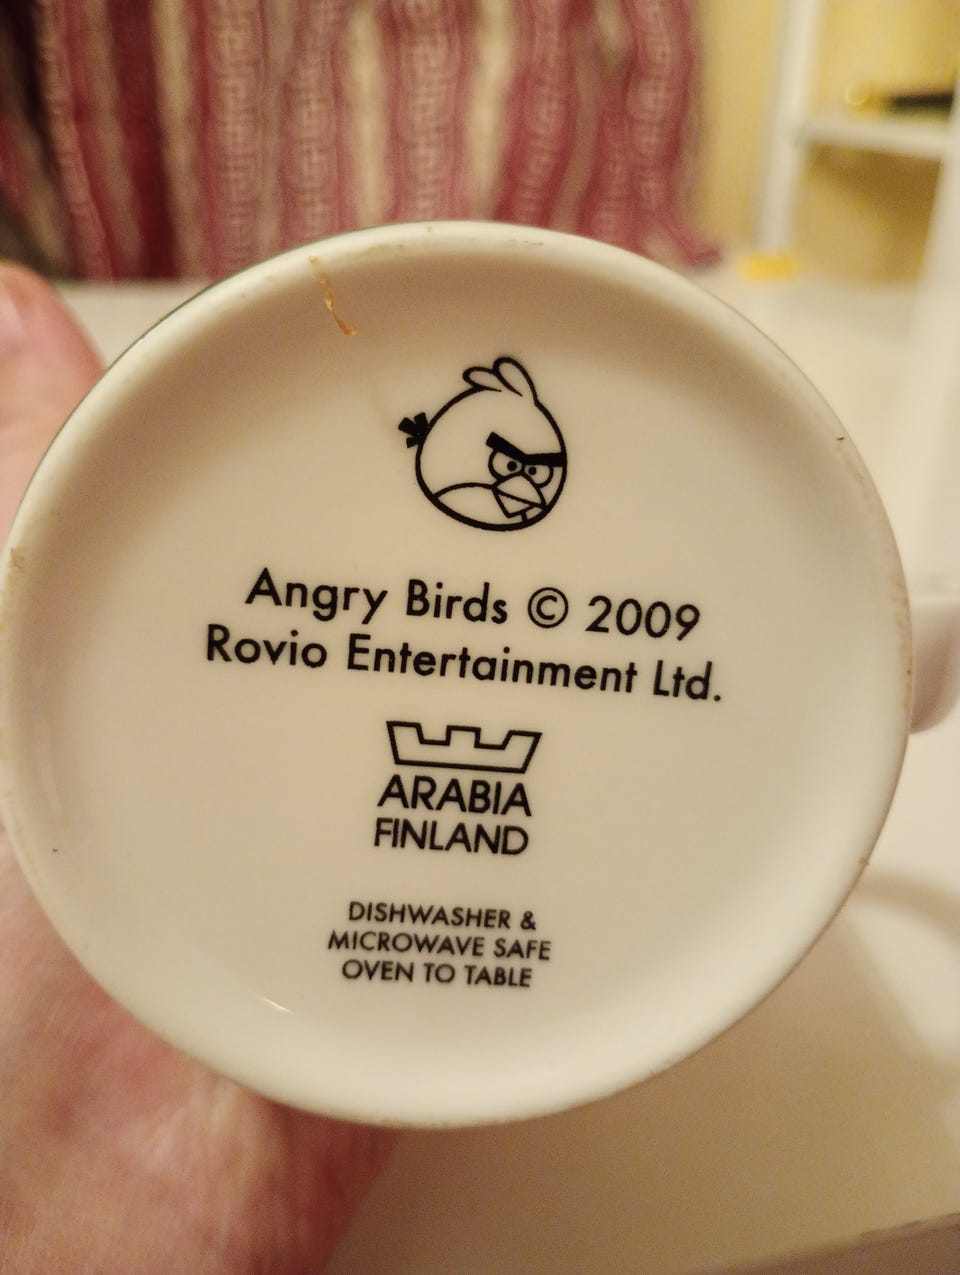 Angry Birds © 2009
Rovio Entertainment Ltd.
ARABIA
FINLAND
DISHWASHER &
MICROWAVE SAFE
OVEN TO TABLE